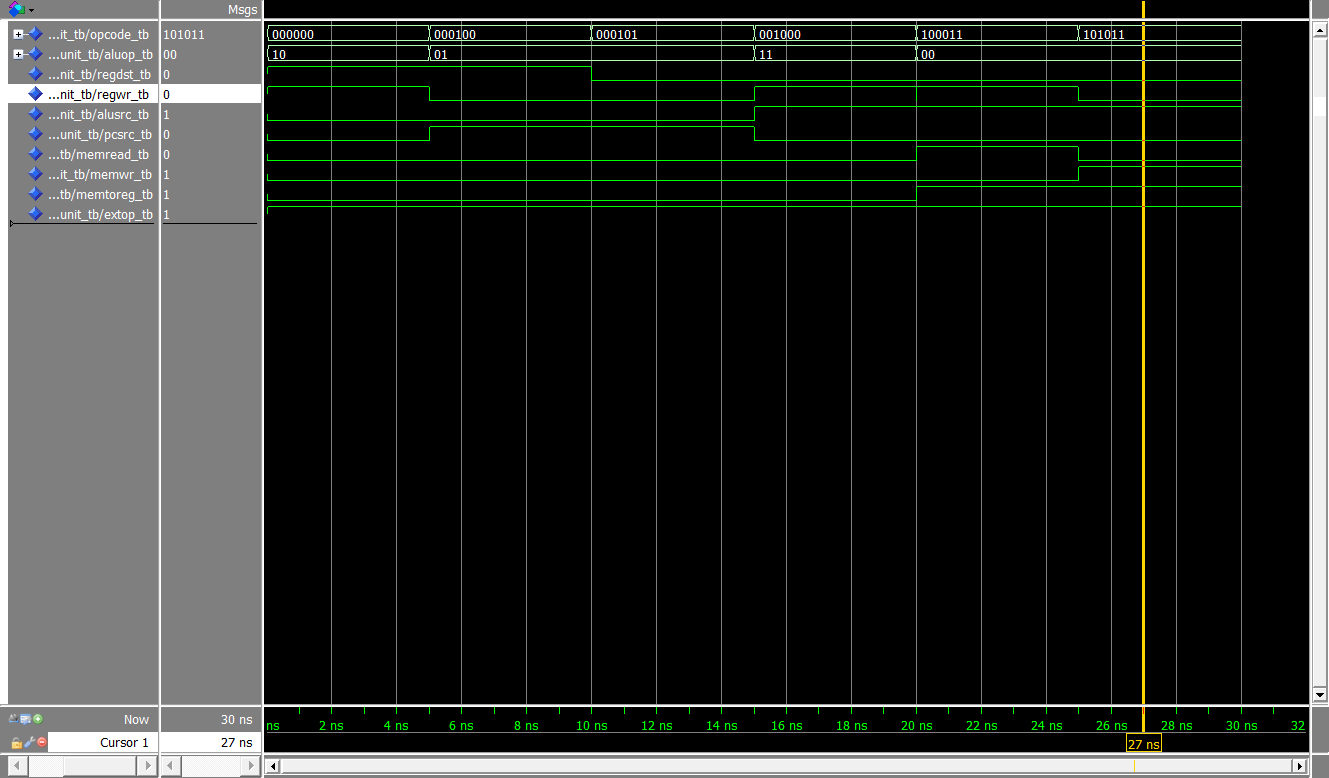 Msgs
...it_tb/opcode_tb 101011 000000 000100 000101 001000 100011 101011
...unit_tb/aluop_tb 00 10 01 11 00
...nit_tb/regdst_tb 0
...nit_tb/regwr_tb 0
...nit_tb/alusrc_tb 1
...unit_tb/pcsrc_tb 0
...tb/memread_tb 0
...it_tb/memwr_tb 1
...tb/memtoreg_tb 1
...unit_tb/extop_tb 1
Now 30 ns ns 2 ns 4 ns 6 ns 8 ns 10 ns 12 ns 14 ns 16 ns 18 ns 20 ns 22 ns 24 ns 26 ns 28 ns 30 ns 32
Cursor 1 27 ns 27 ns